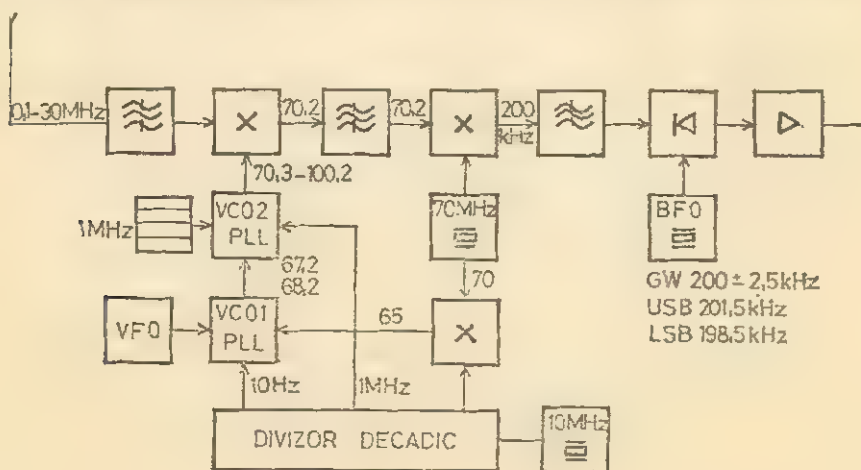 0,1-30MHz
70,2
70,2
200
kHz
70,3-100,2
1MHz
VCO2
PLL
70MHz
BFO
67,2
68,2
70
GW 200 ± 2,5kHz
USB 201,5kHz
LSB 198,5kHz
VFO
VCO1
PLL
65
10Hz
1MHz
DIVIZOR DECADIC
10MHz